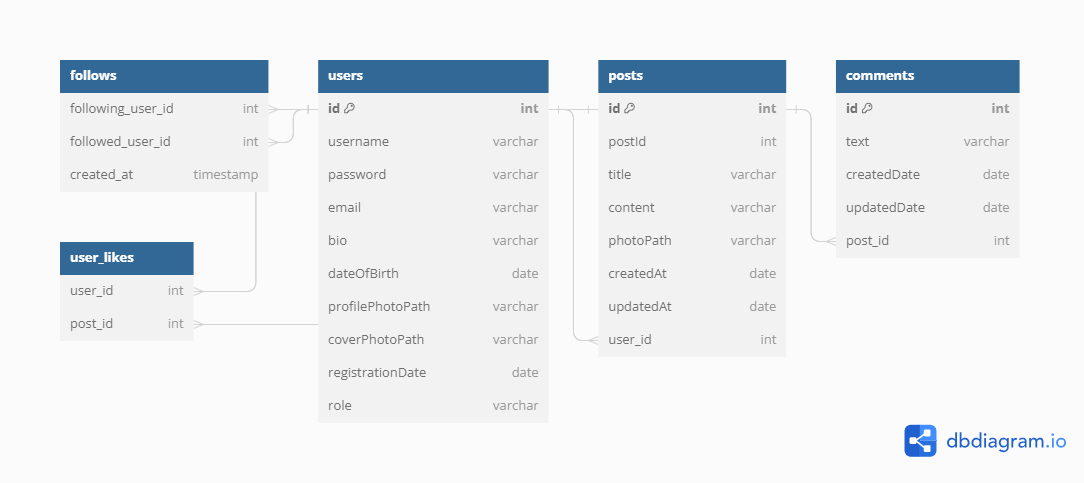 follows
following_user_id int
followed_user_id int
created_at timestamp
user_likes
user_id int
post_id int
users
id int
username varchar
password varchar
email varchar
bio varchar
dateOfBirth date
profilePhotoPath varchar
coverPhotoPath varchar
registrationDate date
role varchar
posts
id int
postId int
title varchar
content varchar
photoPath varchar
createdAt date
updatedAt date
user_id int
comments
id int
text varchar
createdDate date
updatedDate date
post_id int
dbdiagram.io